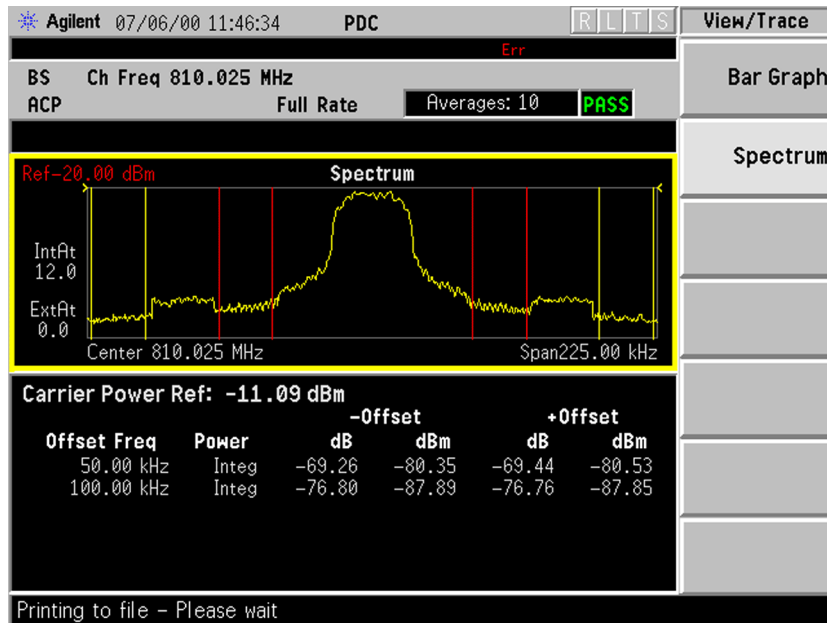 Agilent 07/06/00 11:46:34 PDC R L T S View/Trace
Err
BS Ch Freq 810.025 MHz
ACP Full Rate Averages: 10 PASS
Bar Graph
Spectrum
Ref-20.00 dBm Spectrum
IntAt
12.0
ExtAt
0.0
Center 810.025 MHz Span225.00 kHz
Carrier Power Ref: -11.09 dBm
-Offset +Offset
Offset Freq Power dB dBm dB dBm
50.00 kHz Integ -69.26 -80.35 -69.44 -80.53
100.00 kHz Integ -76.80 -87.89 -76.76 -87.85
Printing to file - Please wait